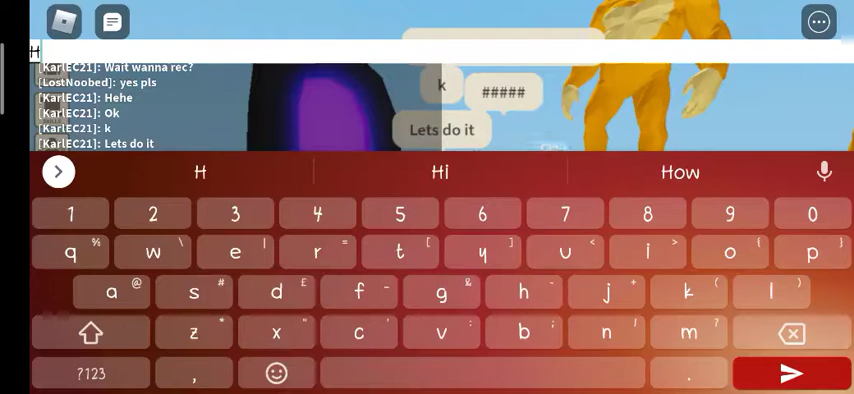 H
[KarlEC21]: Wait wanna rec?
[LostNoobed]: yes pls
[KarlEC21]: Hehe
[KarlEC21]: Ok
[KarlEC21]: k
[KarlEC21]: Lets do it
k
#####
Lets do it
H Hi How
1 2 3 4 5 6 7 8 9 0
q % w \ e | r = t [ y ] u < i > o { p }
a @ s # d £ f - g & h - j + k ( l )
z * x " c ' v : b ; n ! m ?
?123 , .